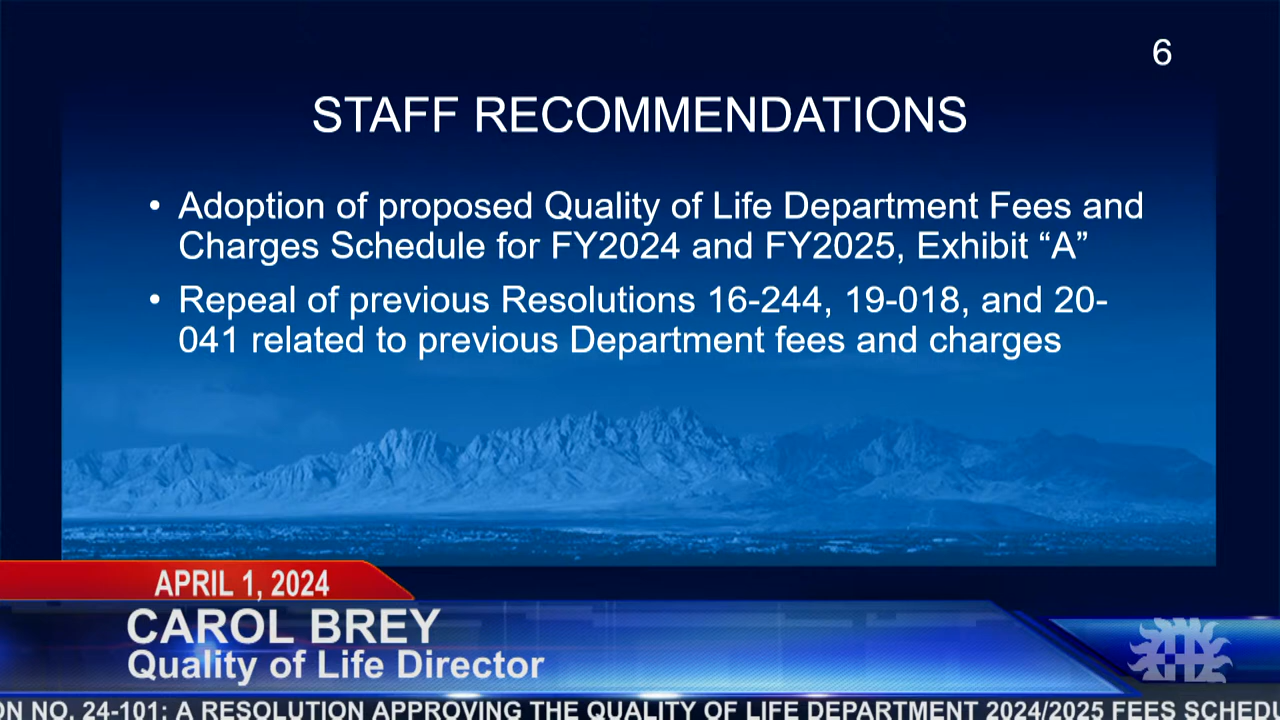 6
STAFF RECOMMENDATIONS
• Adoption of proposed Quality of Life Department Fees and
Charges Schedule for FY2024 and FY2025, Exhibit “A”
• Repeal of previous Resolutions 16-244, 19-018, and 20-
041 related to previous Department fees and charges
APRIL 1, 2024
CAROL BREY
Quality of Life Director
ON NO. 24-101: A RESOLUTION APPROVING THE QUALITY OF LIFE DEPARTMENT 2024/2025 FEES SCHEDU